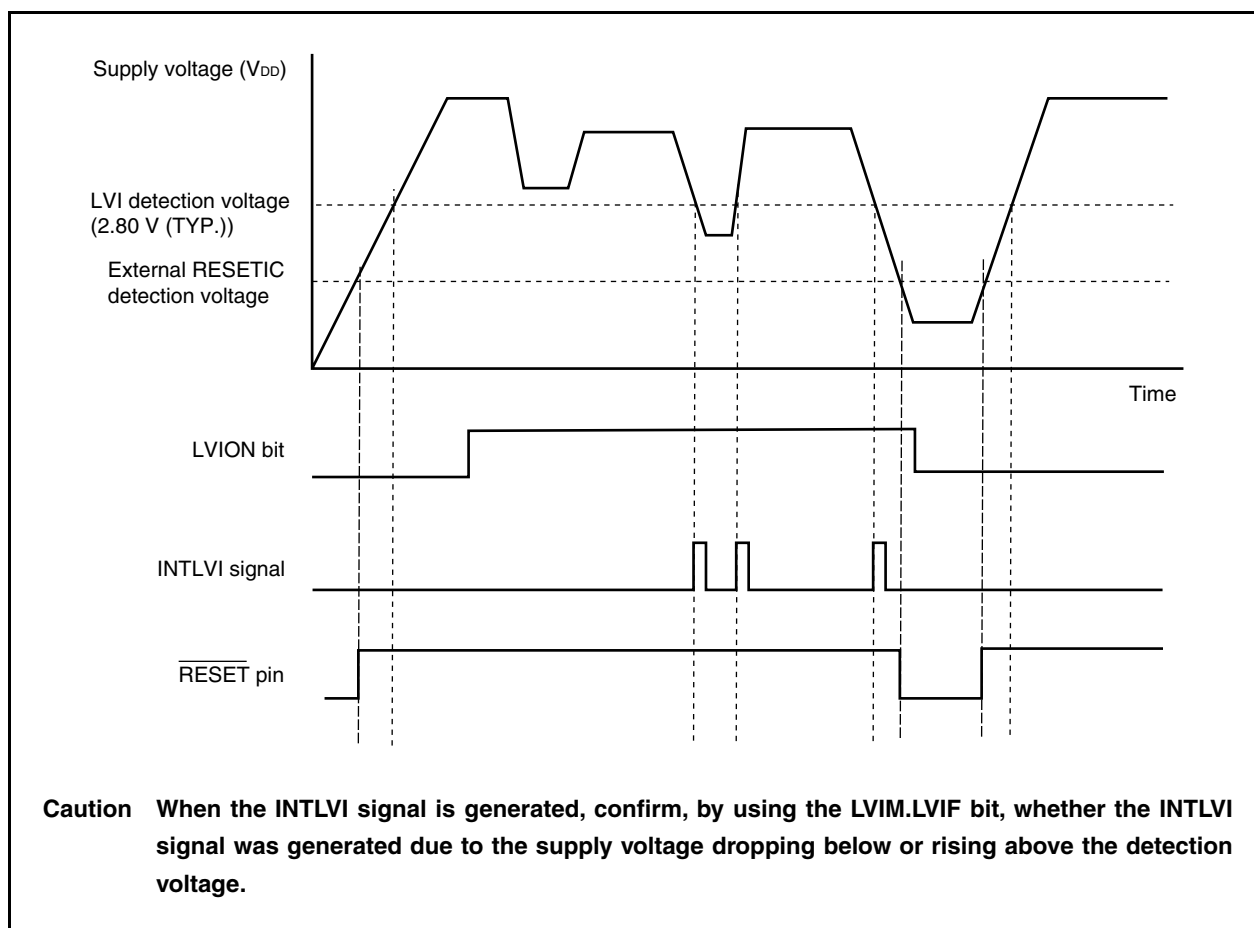 Supply voltage (VDD)
LVI detection voltage
(2.80 V (TYP.))
External RESETIC
detection voltage
Time
LVION bit
INTLVI signal
RESET pin
Caution When the INTLVI signal is generated, confirm, by using the LVIM.LVIF bit, whether the INTLVI
signal was generated due to the supply voltage dropping below or rising above the detection
voltage.